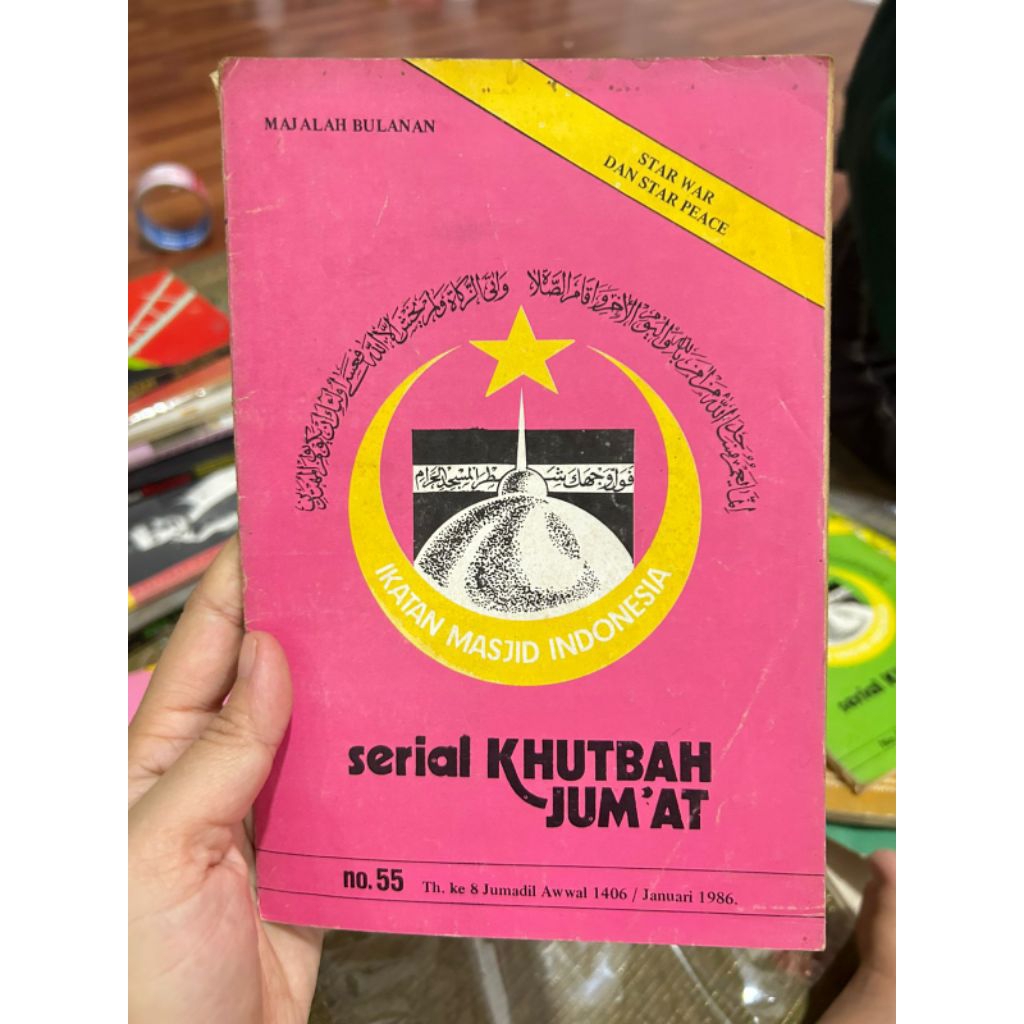 MAJALAH BULANAN
STAR WAR
DAN STAR PEACE
إنما يعمر مساجد الله من آمن بالله واليوم الآخر وأقام الصلاة وآتى الزكاة ولم يخش إلا الله فعسى أولئك أن يكونوا من المهتدين
فول وجهك شطر المسجد الحرام
IKATAN MASJID INDONESIA
serial KHUTBAH
JUM'AT
no. 55 Th. ke 8 Jumadil Awwal 1406 / Januari 1986.
serial K